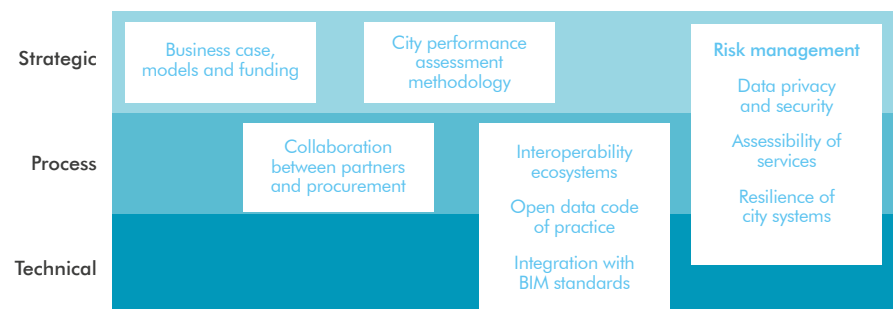 Strategic
Business case,
models and funding
City performance
assessment
methodology
Risk management
Data privacy
and security
Assessibility of
services
Resilience of
city systems
Process
Collaboration
between partners
and procurement
Interoperability
ecosystems
Open data code
of practice
Integration with
BIM standards
Technical